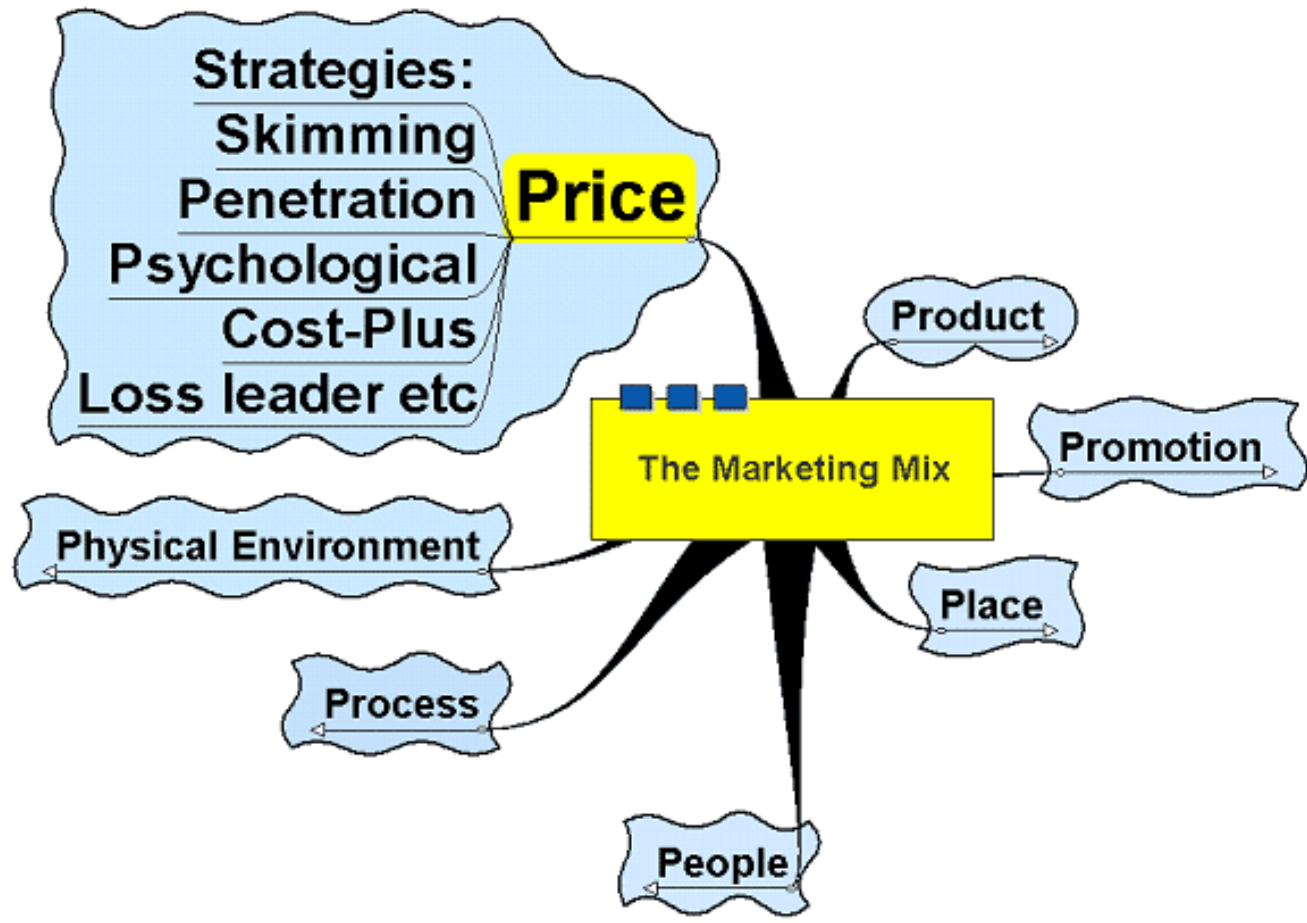 Strategies:
Skimming
Penetration
Psychological
Cost-Plus
Loss leader etc
Price
Product
The Marketing Mix
Promotion
Physical Environment
Place
Process
People